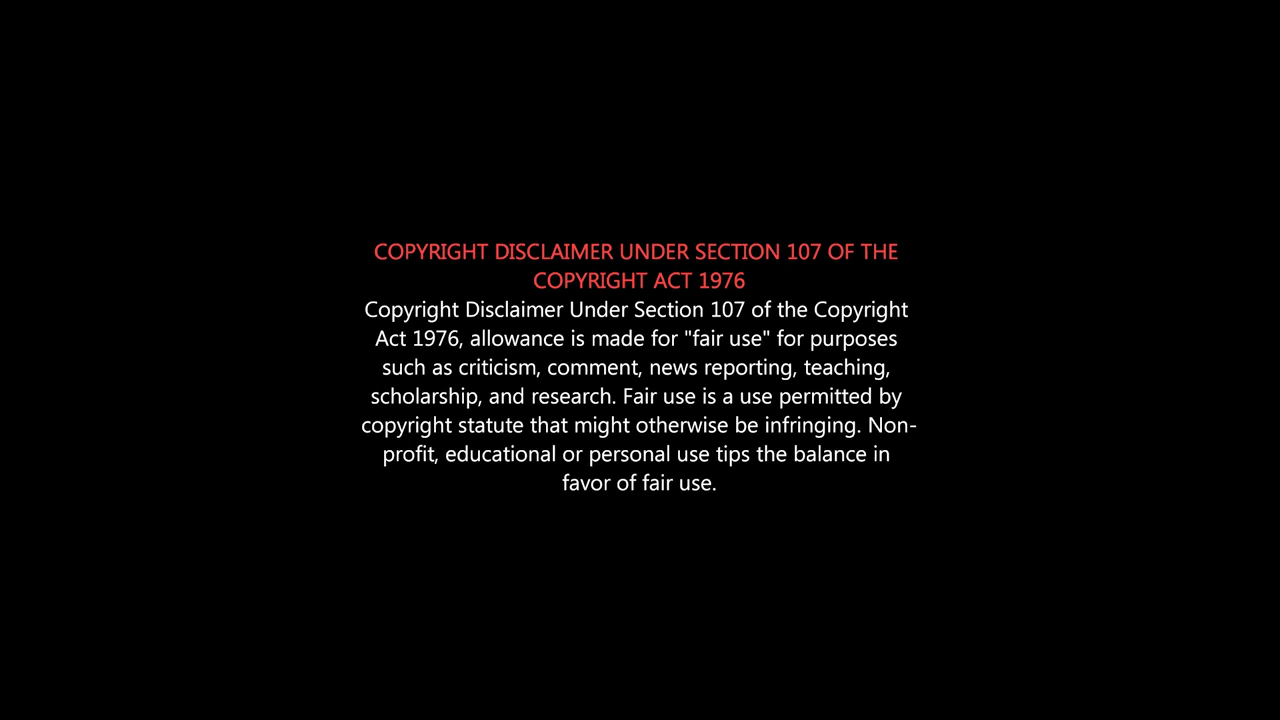 COPYRIGHT DISCLAIMER UNDER SECTION 107 OF THE
COPYRIGHT ACT 1976
Copyright Disclaimer Under Section 107 of the Copyright
Act 1976, allowance is made for "fair use" for purposes
such as criticism, comment, news reporting, teaching,
scholarship, and research. Fair use is a use permitted by
copyright statute that might otherwise be infringing. Non-
profit, educational or personal use tips the balance in
favor of fair use.